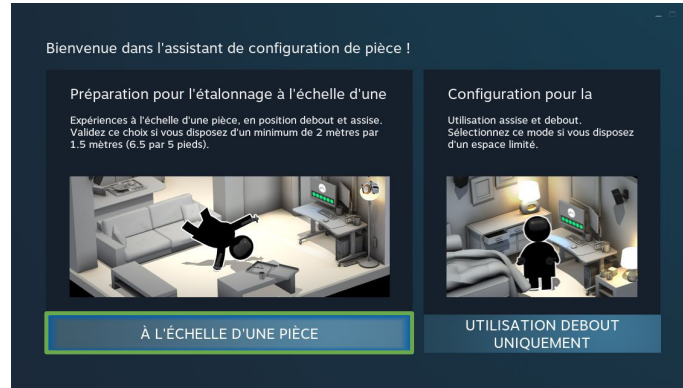 Bienvenue dans l'assistant de configuration de pièce !
Préparation pour l'étalonnage à l'échelle d'une
Expériences à l'échelle d'une pièce, en position debout et assise.
Validez ce choix si vous disposez d'un minimum de 2 mètres par
1.5 mètres (6.5 par 5 pieds).
À L'ÉCHELLE D'UNE PIÈCE
Configuration pour la
Utilisation assise et debout.
Sélectionnez ce mode si vous disposez
d'un espace limité.
UTILISATION DEBOUT
UNIQUEMENT